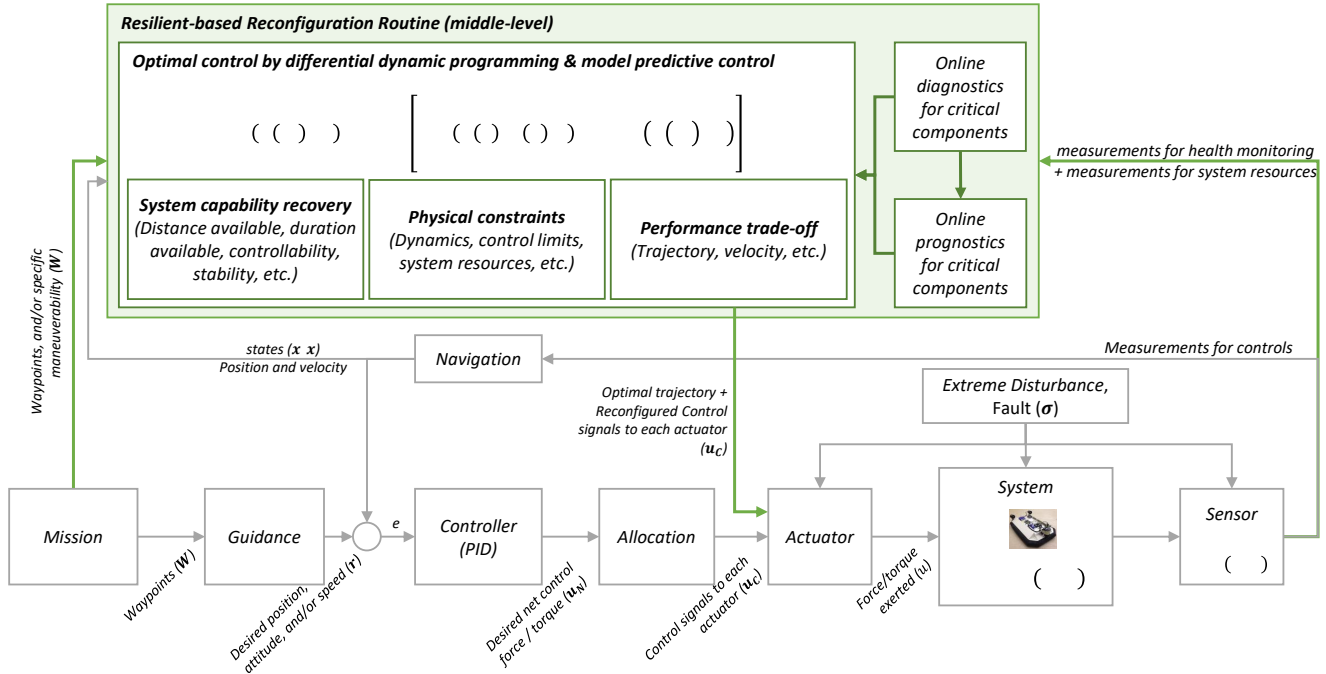 Resilient-based Reconfiguration Routine (middle-level)
Optimal control by differential dynamic programming & model predictive control
( ( ) ) [ ( ( ) ( ) ) ( ( ) ) ]
System capability recovery
(Distance available, duration
available, controllability,
stability, etc.)
Physical constraints
(Dynamics, control limits,
system resources, etc.)
Performance trade-off
(Trajectory, velocity, etc.)
Online
diagnostics
for critical
components
Online
prognostics
for critical
components
measurements for health monitoring
+ measurements for system resources
Waypoints, and/or specific
maneuverability (W)
states (x x)
Position and velocity
Navigation
Measurements for controls
Optimal trajectory +
Reconfigured Control
signals to each actuator
(u_C)
Extreme Disturbance,
Fault (σ)
Mission
Waypoints (W)
Guidance
Desired position,
attitude, and/or speed (r)
e
Controller
(PID)
Desired net control
force / torque (u_N)
Allocation
Control signals to each
actuator (u_C)
Actuator
Force/torque
exerted (u)
System
( )
Sensor
( )